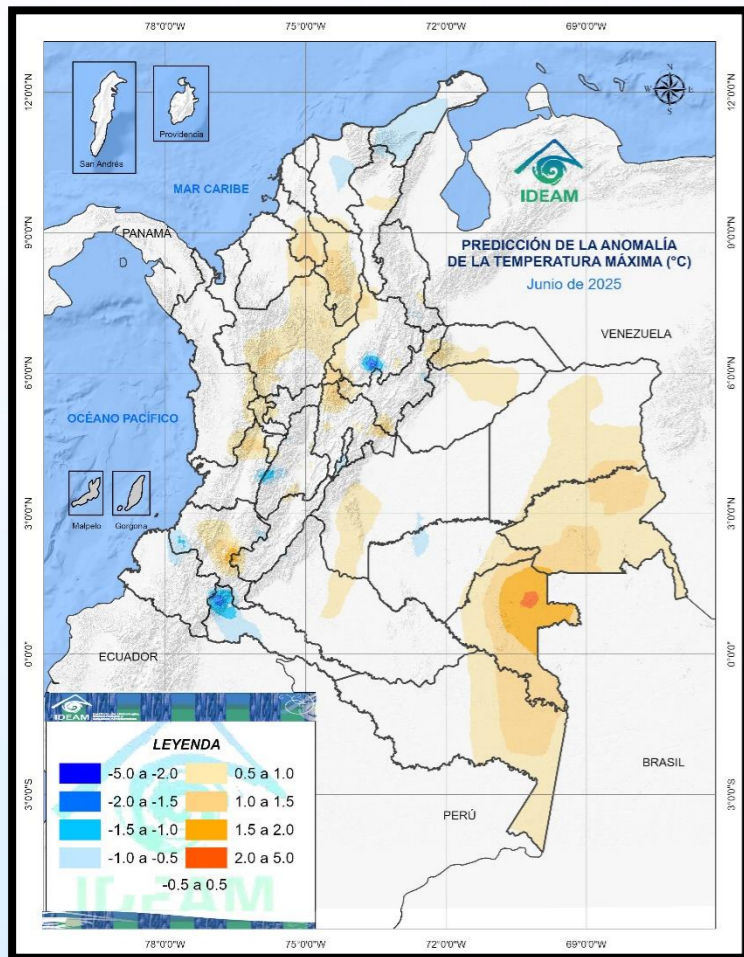 78°0'0"W
75°0'0"W
72°0'0"W
69°0'0"W
12°0'0"N
12°0'0"N
San Andrés
Providencia
N
W
E
S
IDEAM
MAR CARIBE
9°0'0"N
9°0'0"N
PANAMÁ
D
PREDICCIÓN DE LA ANOMALÍA
DE LA TEMPERATURA MÁXIMA (°C)
Junio de 2025
VENEZUELA
6°0'0"N
6°0'0"N
OCÉANO PACÍFICO
3°0'0"N
3°0'0"N
Malpelo
Gorgona
0°0'0"
0°0'0"
ECUADOR
BRASIL
PERÚ
3°0'0"S
3°0'0"S
IDEAM
LEYENDA
-5.0 a -2.0
0.5 a 1.0
-2.0 a -1.5
1.0 a 1.5
-1.5 a -1.0
1.5 a 2.0
-1.0 a -0.5
2.0 a 5.0
-0.5 a 0.5
IDEAM
78°0'0"W
75°0'0"W
72°0'0"W
69°0'0"W